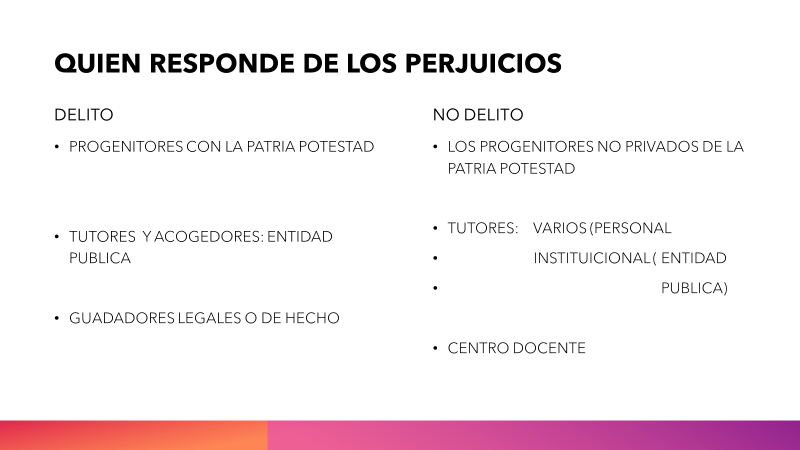 QUIEN RESPONDE DE LOS PERJUICIOS
DELITO
• PROGENITORES CON LA PATRIA POTESTAD
• TUTORES Y ACOGEDORES: ENTIDAD
PUBLICA
• GUADADORES LEGALES O DE HECHO
NO DELITO
• LOS PROGENITORES NO PRIVADOS DE LA
PATRIA POTESTAD
• TUTORES: VARIOS (PERSONAL
• INSTITUICIONAL ( ENTIDAD
• PUBLICA)
• CENTRO DOCENTE